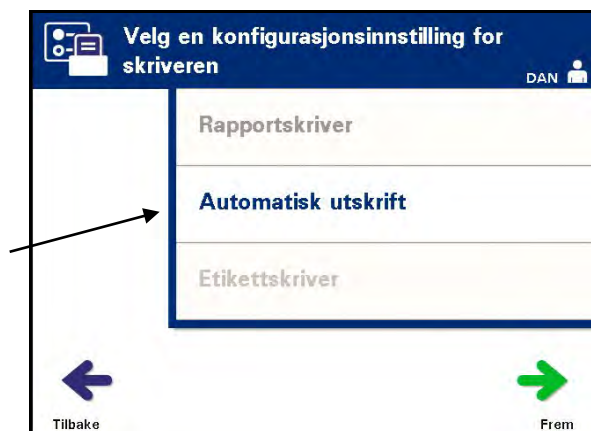 Velg en konfigurasjonsinnstilling for
skriveren
DAN
Rapportskriver
Automatisk utskrift
Etikettskriver
Tilbake
Frem